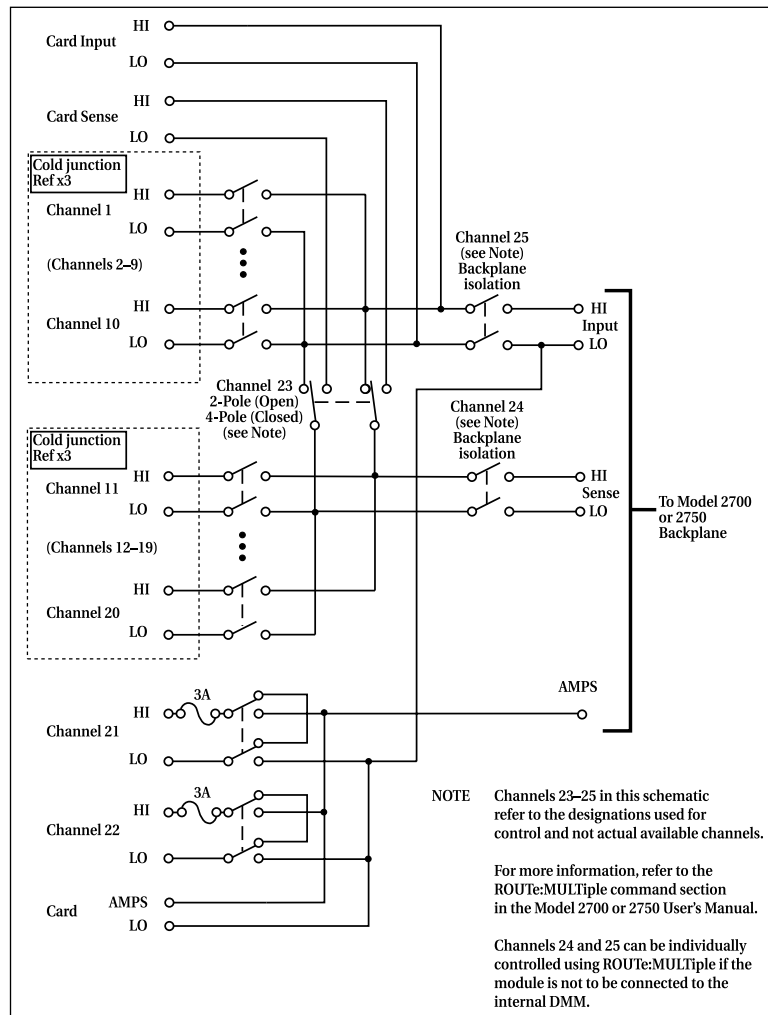 Card Input
HI
LO
Card Sense
HI
LO
Cold junction
Ref x3
Channel 1
HI
LO
(Channels 2–9)
Channel 10
HI
LO
Channel 25
(see Note)
Backplane
isolation
HI
Input
LO
Channel 23
2-Pole (Open)
4-Pole (Closed)
(see Note)
Channel 24
(see Note)
Backplane
isolation
Cold junction
Ref x3
Channel 11
HI
LO
(Channels 12–19)
Channel 20
HI
LO
HI
Sense
LO
To Model 2700
or 2750
Backplane
AMPS
3A
Channel 21
HI
LO
3A
Channel 22
HI
LO
Card
AMPS
LO
NOTE Channels 23–25 in this schematic
refer to the designations used for
control and not actual available channels.
For more information, refer to the
ROUTe:MULTiple command section
in the Model 2700 or 2750 User's Manual.
Channels 24 and 25 can be individually
controlled using ROUTe:MULTiple if the
module is not to be connected to the
internal DMM.